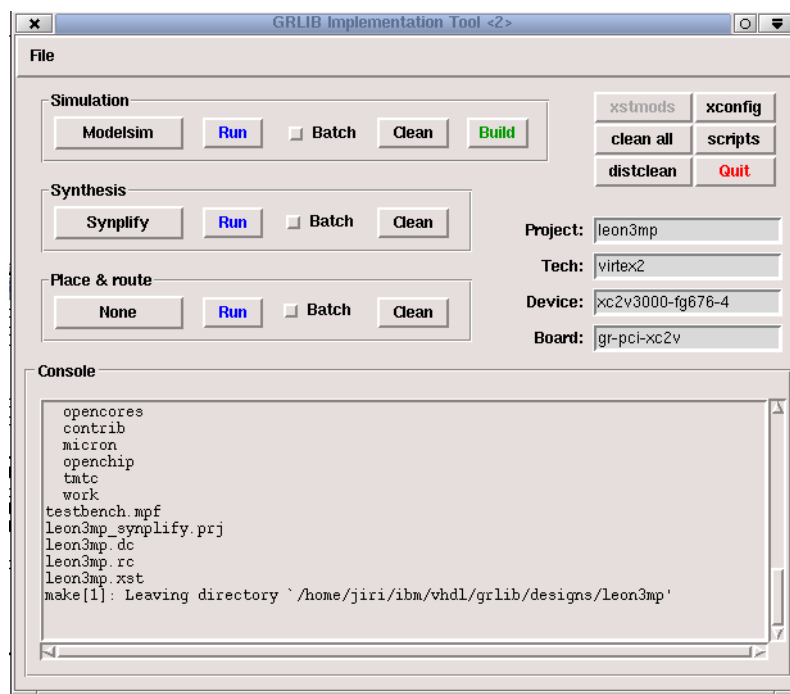 GRLIB Implementation Tool <2>
File
Simulation
Modelsim Run Batch Clean Build
xstmods xconfig
clean all scripts
distclean Quit
Synthesis
Synplify Run Batch Clean
Place & route
None Run Batch Clean
Project: leon3mp
Tech: virtex2
Device: xc2v3000-fg676-4
Board: gr-pci-xc2v
Console
opencores
contrib
micron
openchip
tmtc
work
testbench.mpf
leon3mp_synplify.prj
leon3mp.dc
leon3mp.rc
leon3mp.xst
make[1]: Leaving directory `/home/jiri/ibm/vhdl/grlib/designs/leon3mp'